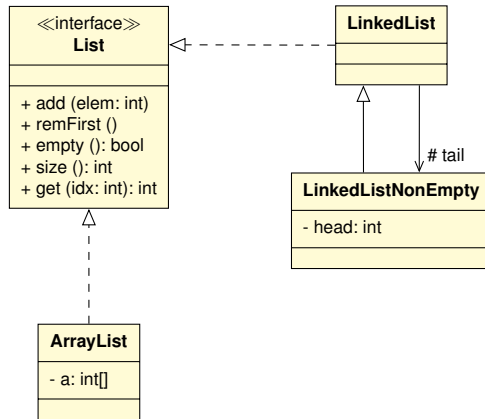 ≪interface≫
List
+ add (elem: int)
+ remFirst ()
+ empty (): bool
+ size (): int
+ get (idx: int): int
LinkedList
# tail
LinkedListNonEmpty
- head: int
ArrayList
- a: int[]